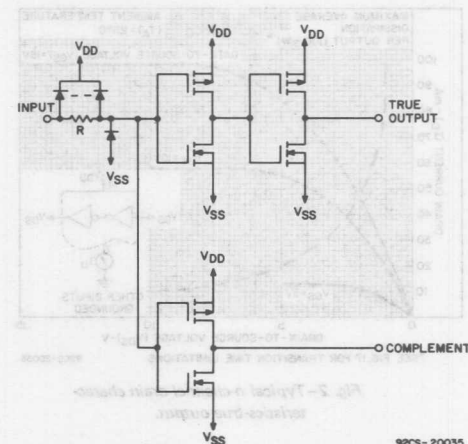 VDD
VDD
VDD
INPUT
R
TRUE
OUTPUT
VSS
VSS
VSS
VDD
COMPLEMENT
VSS
92CS-20035